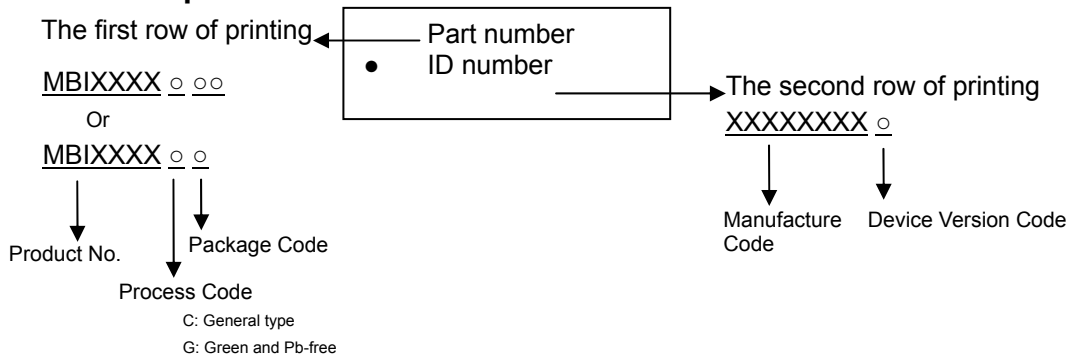 The first row of printing
Part number
● ID number
MBIXXXX ○ ○○
Or
MBIXXXX ○ ○
The second row of printing
XXXXXXXX ○
Product No.
Package Code
Process Code
C: General type
G: Green and Pb-free
Manufacture
Code
Device Version Code